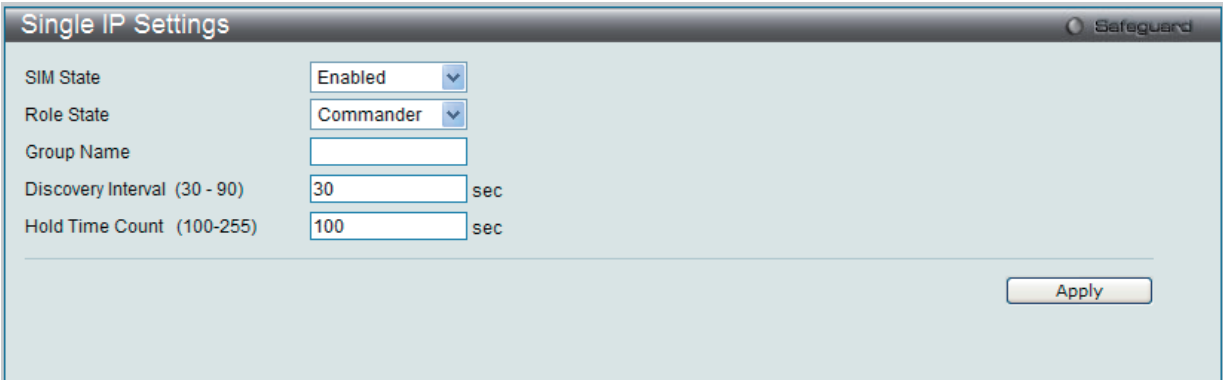 Single IP Settings
Safeguard
SIM State
Enabled
Role State
Commander
Group Name
Discovery Interval (30 - 90)
30
sec
Hold Time Count (100-255)
100
sec
Apply